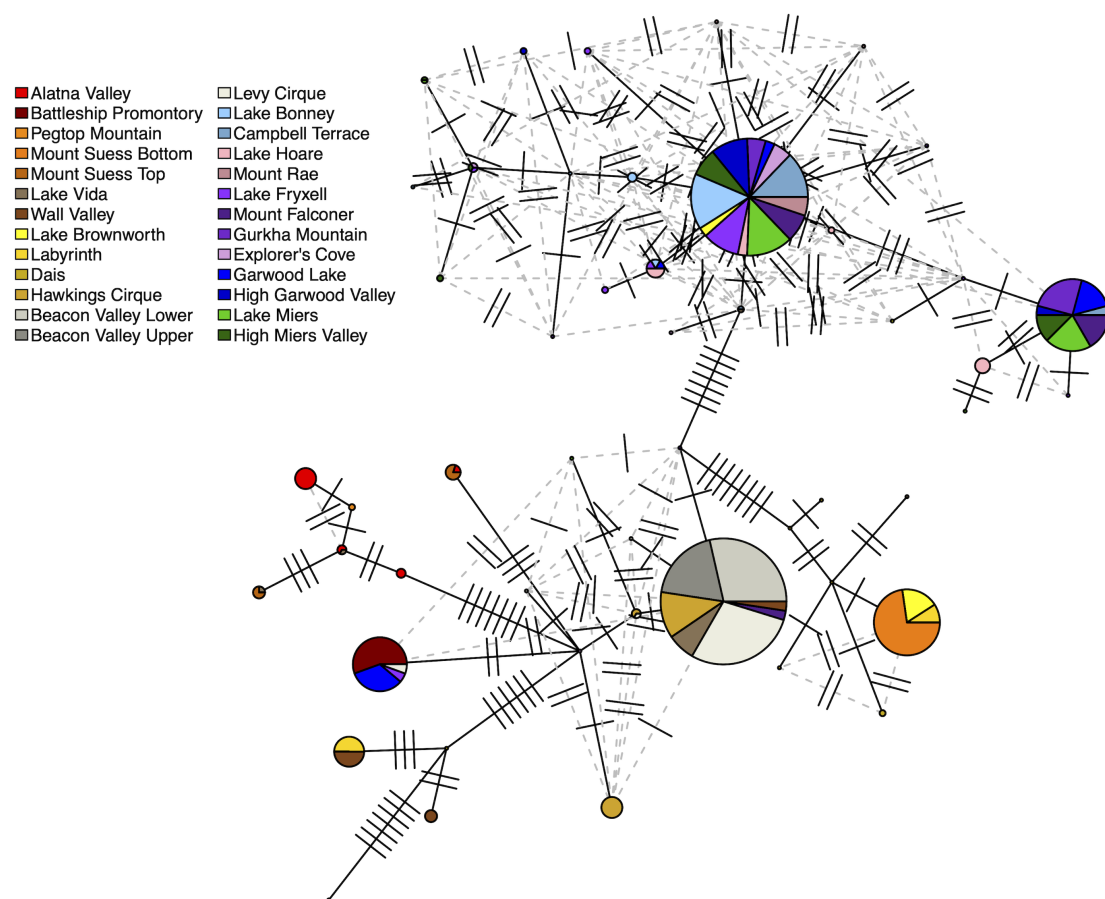 Alatna Valley
Battleship Promontory
Pegtop Mountain
Mount Suess Bottom
Mount Suess Top
Lake Vida
Wall Valley
Lake Brownworth
Labyrinth
Dais
Hawkings Cirque
Beacon Valley Lower
Beacon Valley Upper
Levy Cirque
Lake Bonney
Campbell Terrace
Lake Hoare
Mount Rae
Lake Fryxell
Mount Falconer
Gurkha Mountain
Explorer's Cove
Garwood Lake
High Garwood Valley
Lake Miers
High Miers Valley